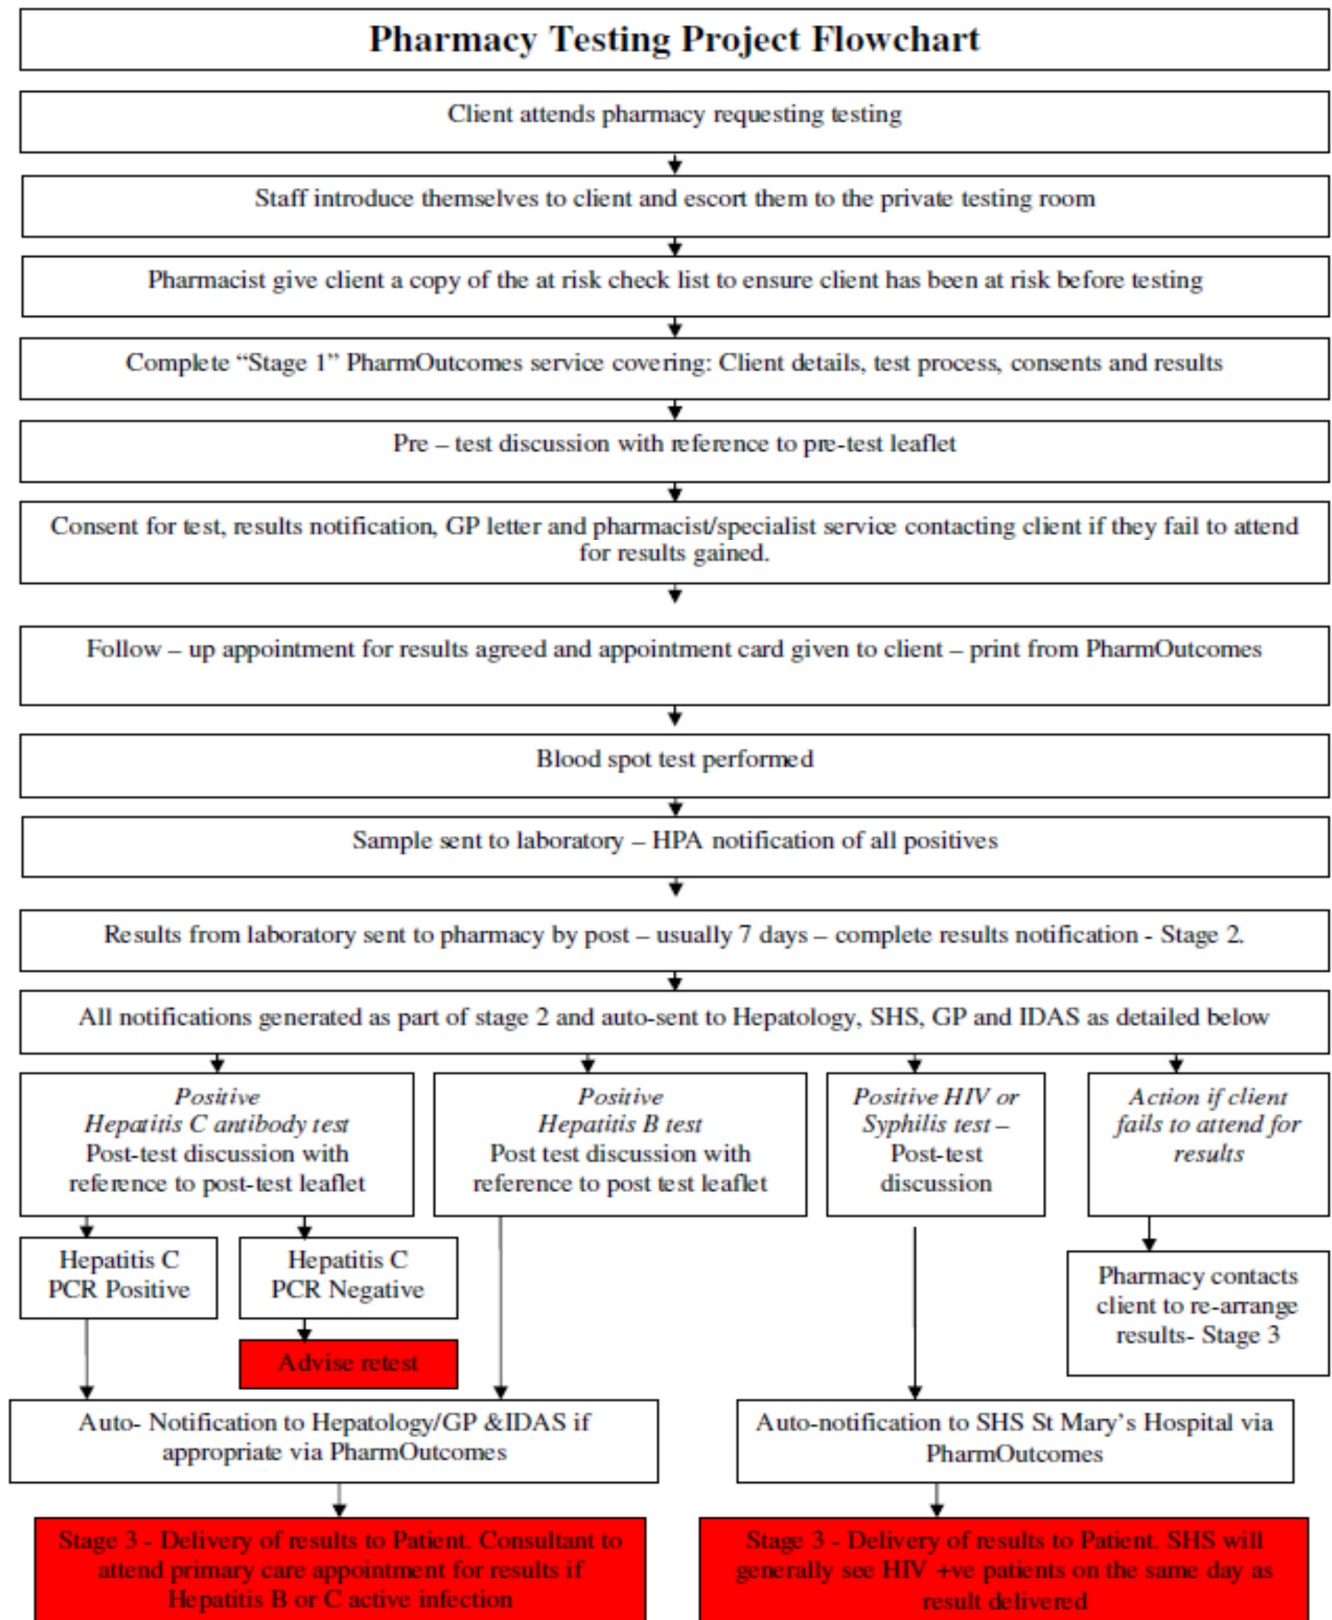 Pharmacy Testing Project Flowchart
Client attends pharmacy requesting testing
Staff introduce themselves to client and escort them to the private testing room
Pharmacist give client a copy of the at risk check list to ensure client has been at risk before testing
Complete “Stage 1” PharmOutcomes service covering: Client details, test process, consents and results
Pre – test discussion with reference to pre-test leaflet
Consent for test, results notification, GP letter and pharmacist/specialist service contacting client if they fail to attend
for results gained.
Follow – up appointment for results agreed and appointment card given to client – print from PharmOutcomes
Blood spot test performed
Sample sent to laboratory – HPA notification of all positives
Results from laboratory sent to pharmacy by post – usually 7 days – complete results notification - Stage 2.
All notifications generated as part of stage 2 and auto-sent to Hepatology, SHS, GP and IDAS as detailed below
Positive
Hepatitis C antibody test
Post-test discussion with
reference to post-test leaflet
Positive
Hepatitis B test
Post test discussion with
reference to post test leaflet
Positive HIV or
Syphilis test –
Post-test
discussion
Action if client
fails to attend for
results
Hepatitis C
PCR Positive
Hepatitis C
PCR Negative
Pharmacy contacts
client to re-arrange
results- Stage 3
Advise retest
Auto- Notification to Hepatology/GP &IDAS if
appropriate via PharmOutcomes
Auto-notification to SHS St Mary’s Hospital via
PharmOutcomes
Stage 3 - Delivery of results to Patient. Consultant to
attend primary care appointment for results if
Hepatitis B or C active infection
Stage 3 - Delivery of results to Patient. SHS will
generally see HIV +ve patients on the same day as
result delivered